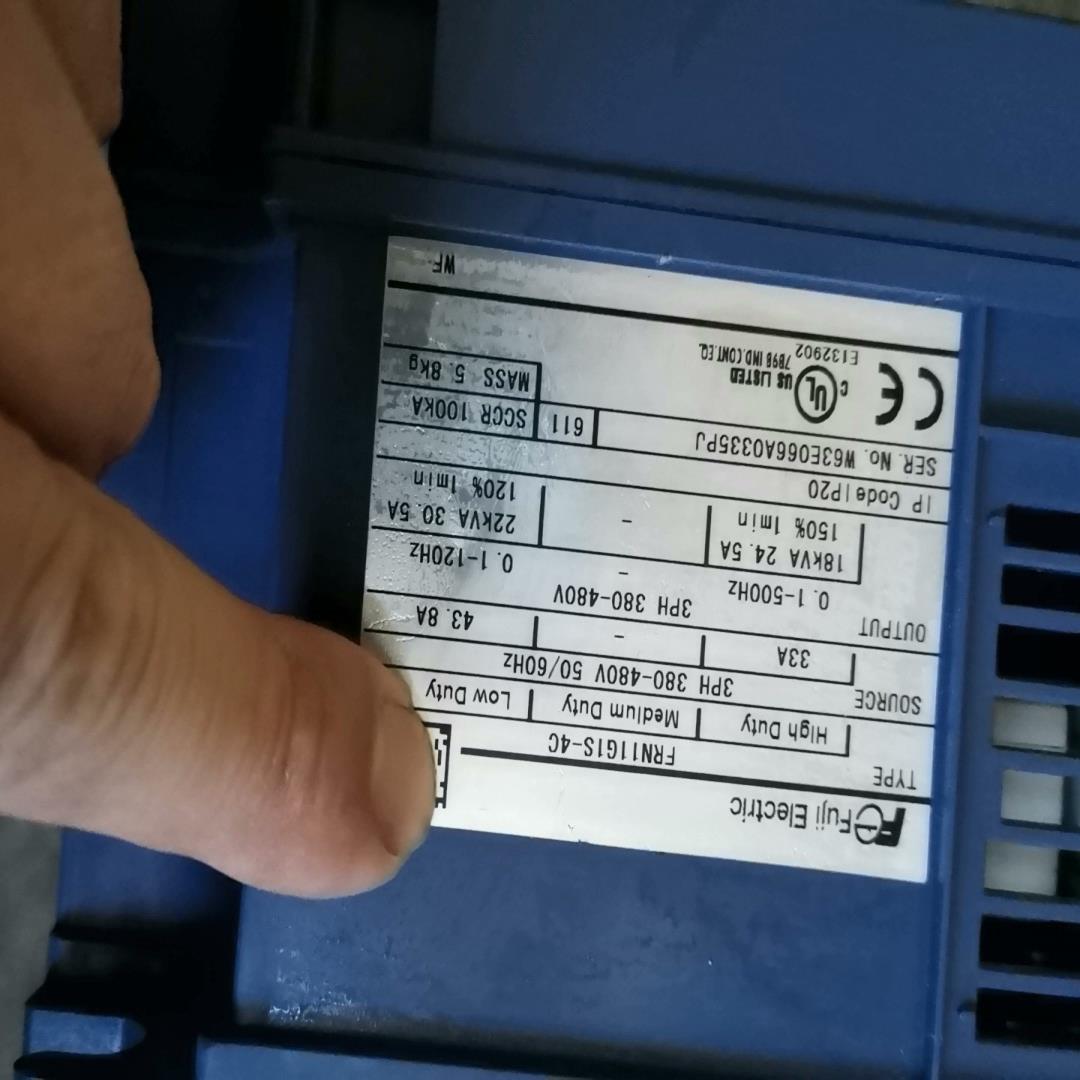 Fuji Electric
TYPE FRN11G1S-4C
High Duty Medium Duty Low Duty
SOURCE 3PH 380-480V 50/60Hz
33A - 43.8A
OUTPUT 3PH 380-480V
0.1-500Hz - 0.1-120Hz
18kVA 24.5A - 22kVA 30.5A
150% 1min 120% 1min
IP Code IP20
SER. No. W63E066A0335PJ 611 SCCR 100kA
MASS 5.8kg
CE C UL US LISTED
7B98 IND.CONT.EQ.
E132902
WF